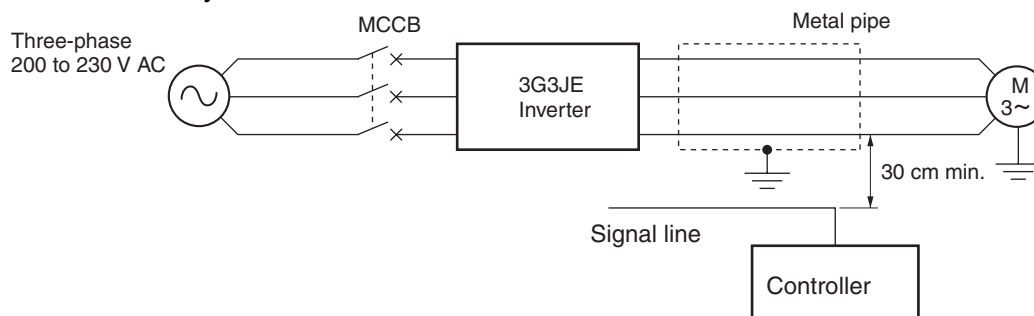 Three-phase
200 to 230 V AC
MCCB
3G3JE
Inverter
Metal pipe
M
3~
30 cm min.
Signal line
Controller